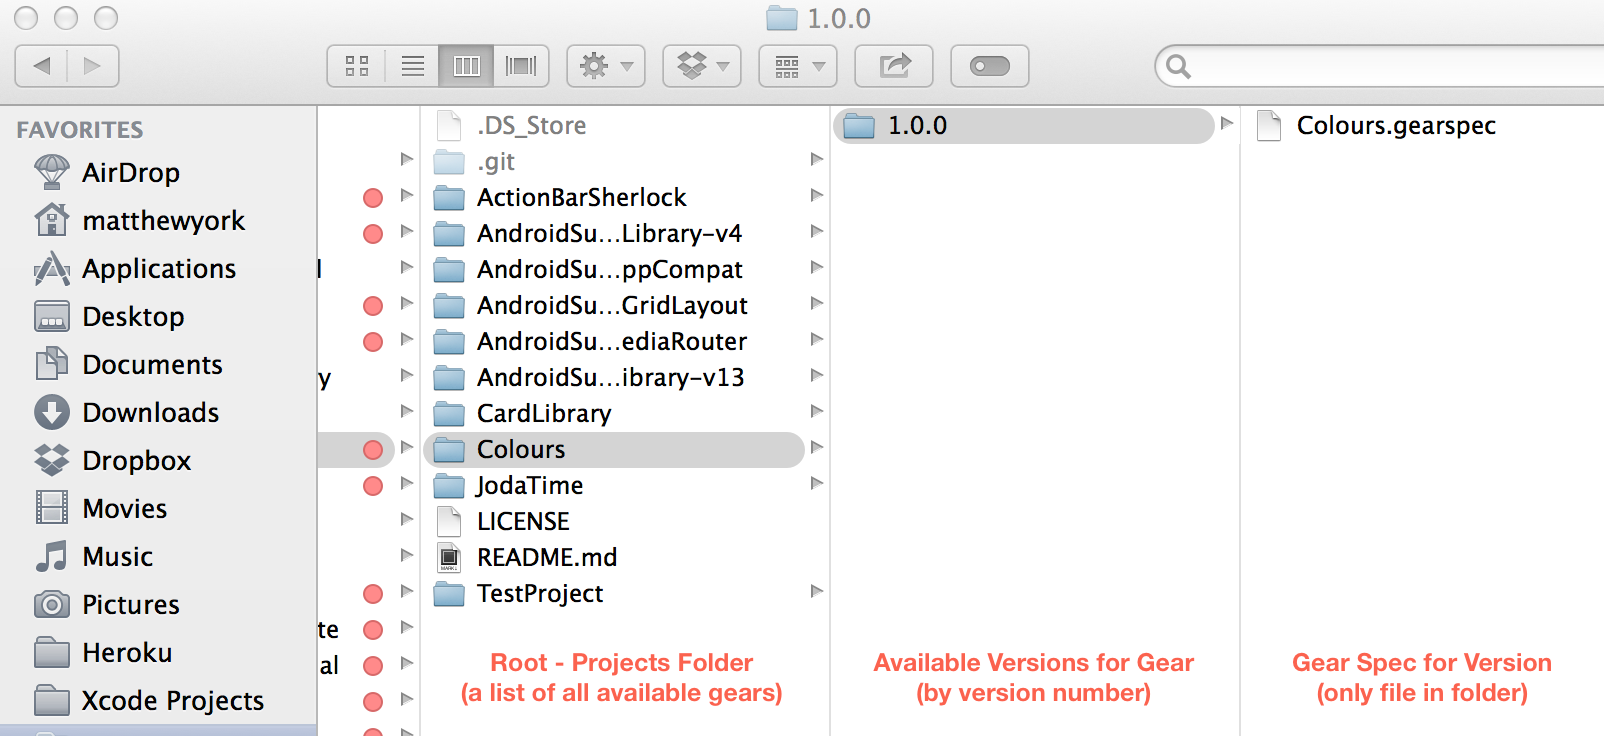 1.0.0
FAVORITES
AirDrop
matthewyork
Applications
Desktop
Documents
Downloads
Dropbox
Movies
Music
Pictures
Heroku
Xcode Projects
l
y
te
al
.DS_Store
.git
ActionBarSherlock
AndroidSu...Library-v4
AndroidSu...ppCompat
AndroidSu...GridLayout
AndroidSu...ediaRouter
AndroidSu...ibrary-v13
CardLibrary
Colours
JodaTime
LICENSE
README.md
TestProject
Root - Projects Folder
(a list of all available gears)
1.0.0
Available Versions for Gear
(by version number)
Colours.gearspec
Gear Spec for Version
(only file in folder)